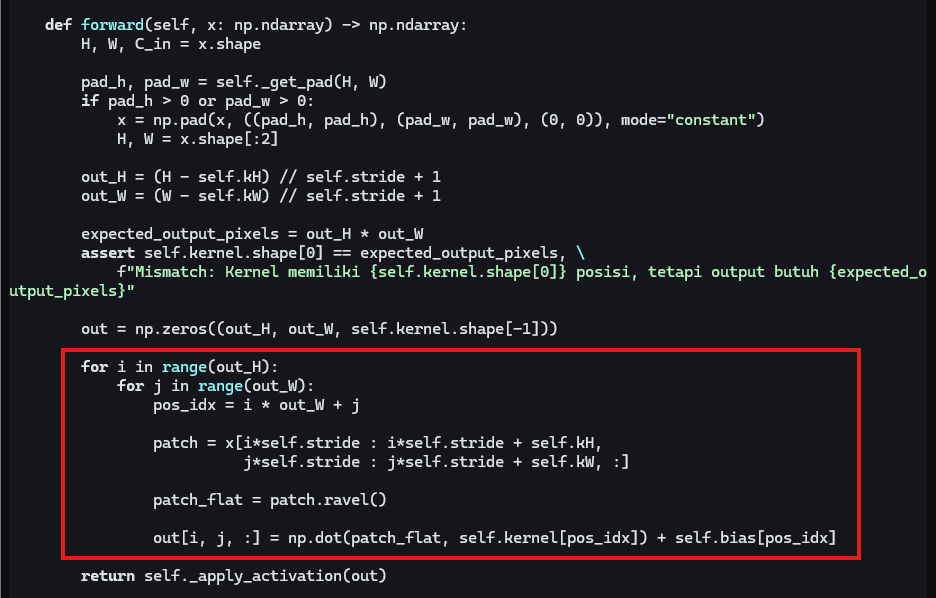 def forward(self, x: np.ndarray) -> np.ndarray:
H, W, C_in = x.shape
pad_h, pad_w = self._get_pad(H, W)
if pad_h > 0 or pad_w > 0:
x = np.pad(x, ((pad_h, pad_h), (pad_w, pad_w), (0, 0)), mode="constant")
H, W = x.shape[:2]
out_H = (H - self.kH) // self.stride + 1
out_W = (W - self.kW) // self.stride + 1
expected_output_pixels = out_H * out_W
assert self.kernel.shape[0] == expected_output_pixels, \
f"Mismatch: Kernel memiliki {self.kernel.shape[0]} posisi, tetapi output butuh {expected_o
utput_pixels}"
out = np.zeros((out_H, out_W, self.kernel.shape[-1]))
for i in range(out_H):
for j in range(out_W):
pos_idx = i * out_W + j
patch = x[i*self.stride : i*self.stride + self.kH,
j*self.stride : j*self.stride + self.kW, :]
patch_flat = patch.ravel()
out[i, j, :] = np.dot(patch_flat, self.kernel[pos_idx]) + self.bias[pos_idx]
return self._apply_activation(out)